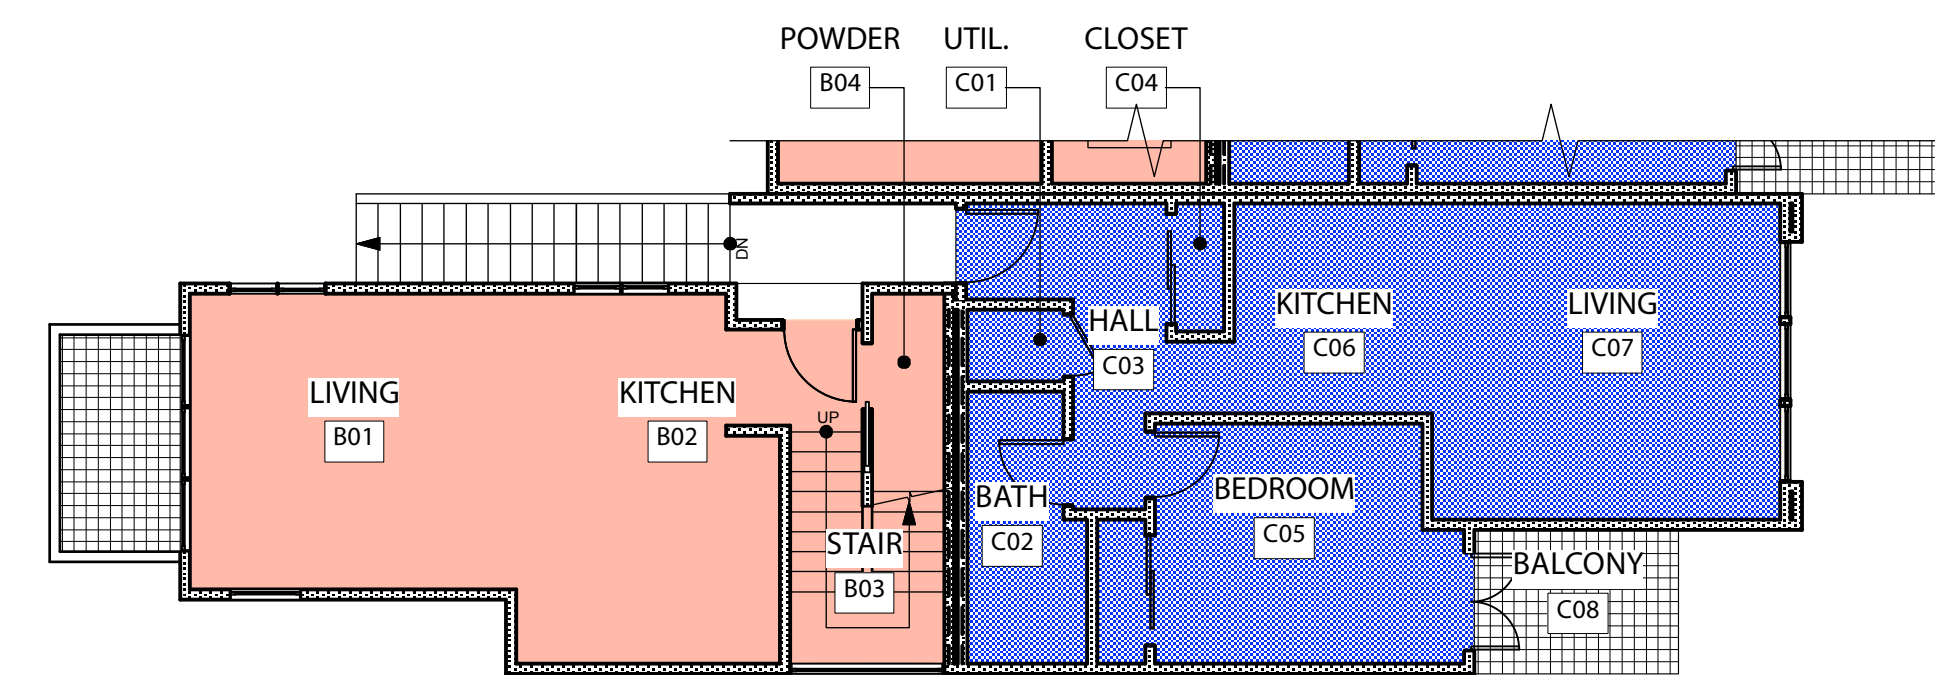 POWDER UTIL. CLOSET
B04 C01 C04
DN
HALL
C03
KITCHEN
C06
LIVING
C07
LIVING
B01
KITCHEN
B02
UP
BATH
C02
BEDROOM
C05
STAIR
B03
BALCONY
C08